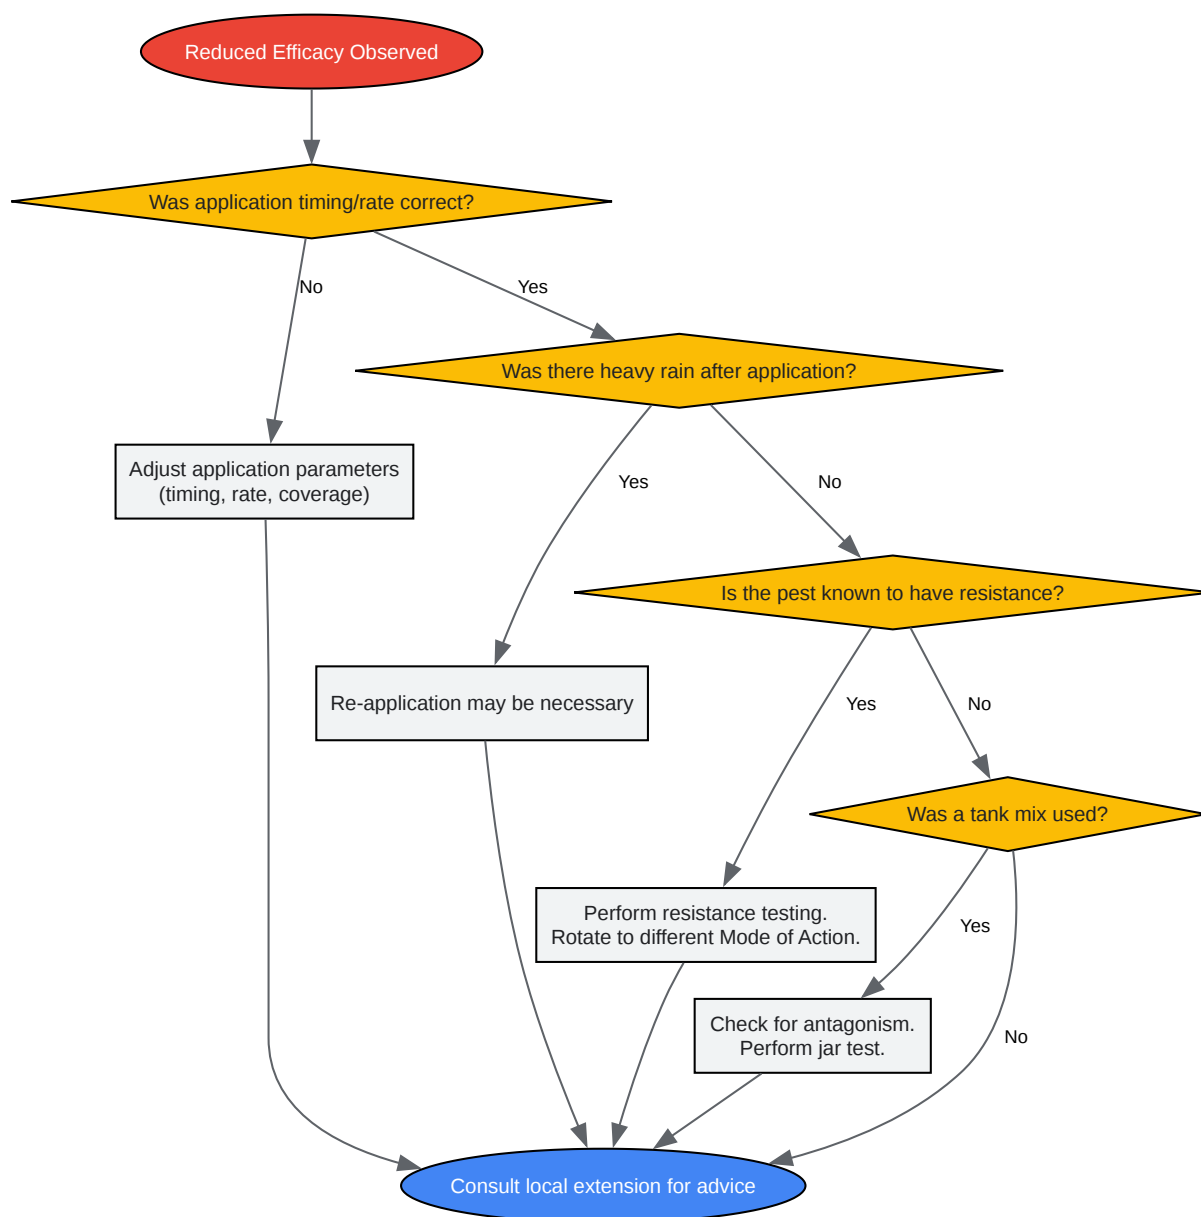 Reduced Efficacy Observed
Was application timing/rate correct?
No
Yes
Was there heavy rain after application?
Adjust application parameters
(timing, rate, coverage)
Yes
No
Is the pest known to have resistance?
Re-application may be necessary
Yes
No
Was a tank mix used?
Perform resistance testing.
Rotate to different Mode of Action.
Yes
Check for antagonism.
Perform jar test.
No
Consult local extension for advice